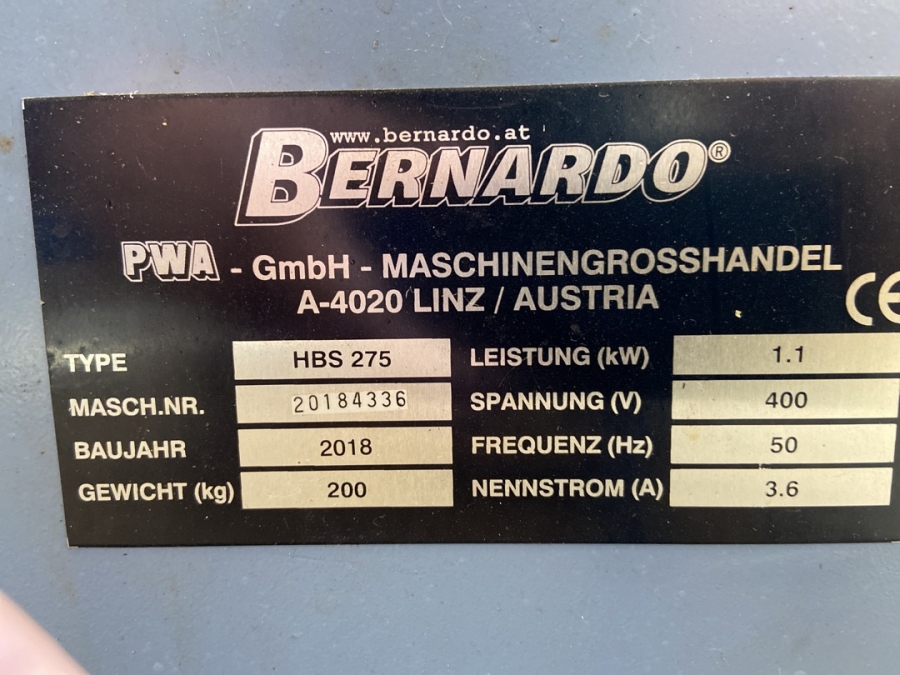 www.bernardo.at
BERNARDO®
PWA - GmbH - MASCHINENGROSSHANDEL
A-4020 LINZ / AUSTRIA
CE
TYPE HBS 275 LEISTUNG (kW) 1.1
MASCH.NR. 20184336 SPANNUNG (V) 400
BAUJAHR 2018 FREQUENZ (Hz) 50
GEWICHT (kg) 200 NENNSTROM (A) 3.6